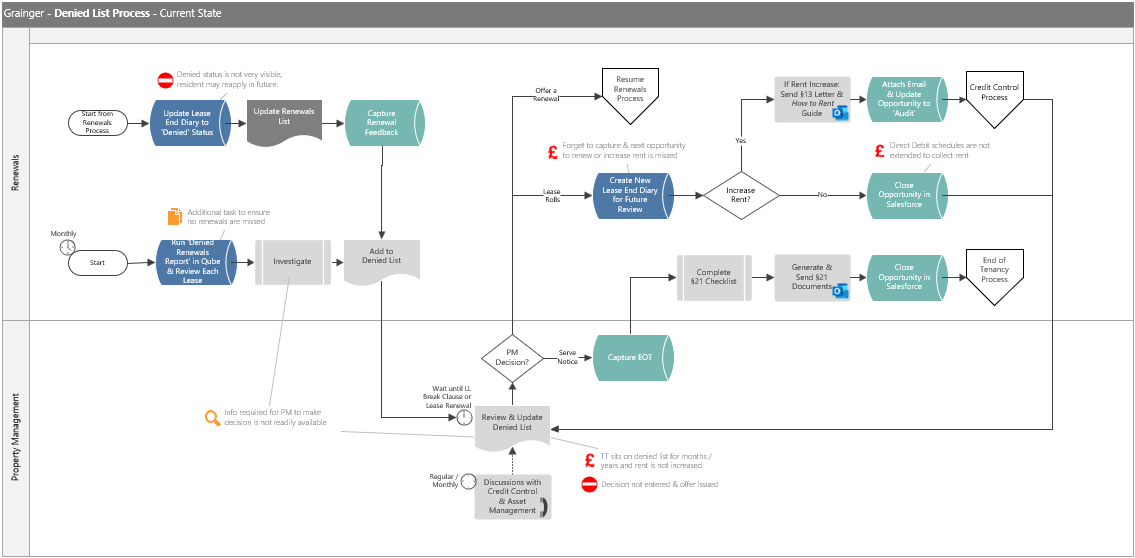 Grainger - Denied List Process - Current State
Renewals
Denied status is not very visible;
resident may reapply in future.
Start from
Renewals
Process
Update Lease
End Diary to
'Denied' Status
Update Renewals
List
Capture
Renewal
Feedback
Offer a
Renewal
Resume
Renewals
Process
If Rent Increase:
Send §13 Letter &
How to Rent
Guide
Attach Email
& Update
Opportunity to
'Audit'
Credit Control
Process
Yes
Forget to capture & next opportunity
to renew or increase rent is missed
Direct Debit schedules are not
extended to collect rent
Lease
Rolls
Create New
Lease End Diary
for Future
Review
Increase
Rent?
No
Close
Opportunity in
Salesforce
Additional task to ensure
no renewals are missed
Monthly
Start
Run 'Denied
Renewals
Report' in Qube
& Review Each
Lease
Investigate
Add to
Denied List
Complete
§21 Checklist
Generate &
Send §21
Documents
Close
Opportunity in
Salesforce
End of
Tenancy
Process
Property Management
PM
Decision?
Serve
Notice
Capture EOT
Wait until LL
Break Clause or
Lease Renewal
Info required for PM to make
decision is not readily available
Review & Update
Denied List
TT sits on denied list for months /
years and rent is not increased
Decision not entered & offer issued
Regular /
Monthly
Discussions with
Credit Control
& Asset
Management